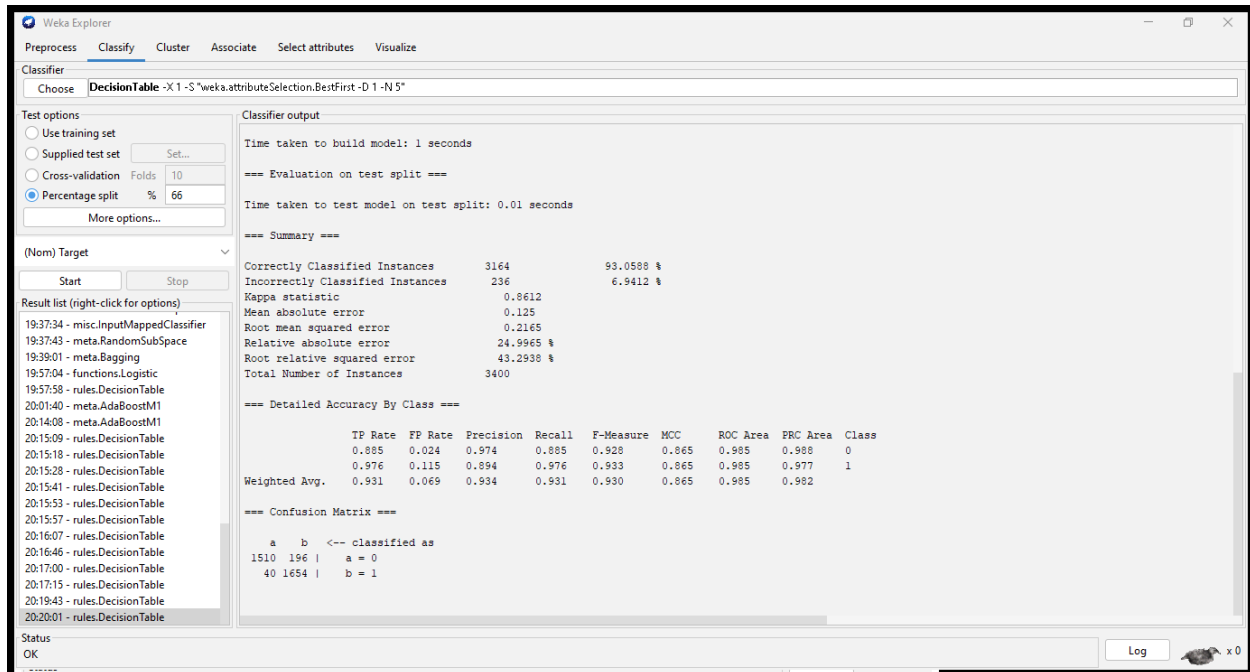 Weka Explorer
Preprocess Classify Cluster Associate Select attributes Visualize
Classifier
Choose DecisionTable -X 1 -S "weka.attributeSelection.BestFirst -D 1 -N 5"
Test options
Use training set
Supplied test set Set...
Cross-validation Folds 10
Percentage split % 66
More options...
(Nom) Target
Start Stop
Result list (right-click for options)
19:37:34 - misc.InputMappedClassifier
19:37:43 - meta.RandomSubSpace
19:39:01 - meta.Bagging
19:57:04 - functions.Logistic
19:57:58 - rules.DecisionTable
20:01:40 - meta.AdaBoostM1
20:14:08 - meta.AdaBoostM1
20:15:09 - rules.DecisionTable
20:15:18 - rules.DecisionTable
20:15:28 - rules.DecisionTable
20:15:41 - rules.DecisionTable
20:15:53 - rules.DecisionTable
20:15:57 - rules.DecisionTable
20:16:07 - rules.DecisionTable
20:16:46 - rules.DecisionTable
20:17:00 - rules.DecisionTable
20:17:15 - rules.DecisionTable
20:19:43 - rules.DecisionTable
20:20:01 - rules.DecisionTable
Classifier output
Time taken to build model: 1 seconds
=== Evaluation on test split ===
Time taken to test model on test split: 0.01 seconds
=== Summary ===
Correctly Classified Instances 3164 93.0588 %
Incorrectly Classified Instances 236 6.9412 %
Kappa statistic 0.8612
Mean absolute error 0.125
Root mean squared error 0.2165
Relative absolute error 24.9965 %
Root relative squared error 43.2938 %
Total Number of Instances 3400
=== Detailed Accuracy By Class ===
TP Rate FP Rate Precision Recall F-Measure MCC ROC Area PRC Area Class
0.885 0.024 0.974 0.885 0.928 0.865 0.985 0.988 0
0.976 0.115 0.894 0.976 0.933 0.865 0.985 0.977 1
Weighted Avg. 0.931 0.069 0.934 0.931 0.930 0.865 0.985 0.982
=== Confusion Matrix ===
a b <-- classified as
1510 196 | a = 0
40 1654 | b = 1
Status
OK
Log x 0